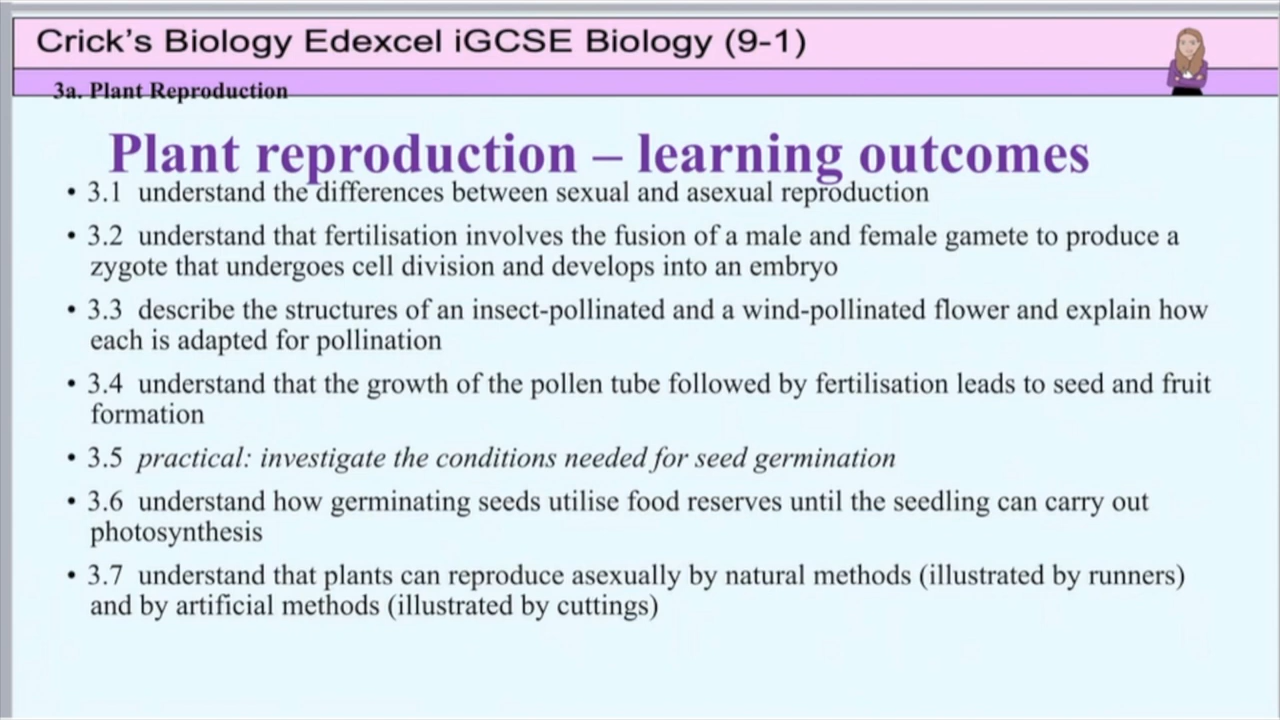 Crick's Biology Edexcel iGCSE Biology (9-1)
3a. Plant Reproduction
Plant reproduction – learning outcomes
• 3.1 understand the differences between sexual and asexual reproduction
• 3.2 understand that fertilisation involves the fusion of a male and female gamete to produce a
zygote that undergoes cell division and develops into an embryo
• 3.3 describe the structures of an insect-pollinated and a wind-pollinated flower and explain how
each is adapted for pollination
• 3.4 understand that the growth of the pollen tube followed by fertilisation leads to seed and fruit
formation
• 3.5 practical: investigate the conditions needed for seed germination
• 3.6 understand how germinating seeds utilise food reserves until the seedling can carry out
photosynthesis
• 3.7 understand that plants can reproduce asexually by natural methods (illustrated by runners)
and by artificial methods (illustrated by cuttings)